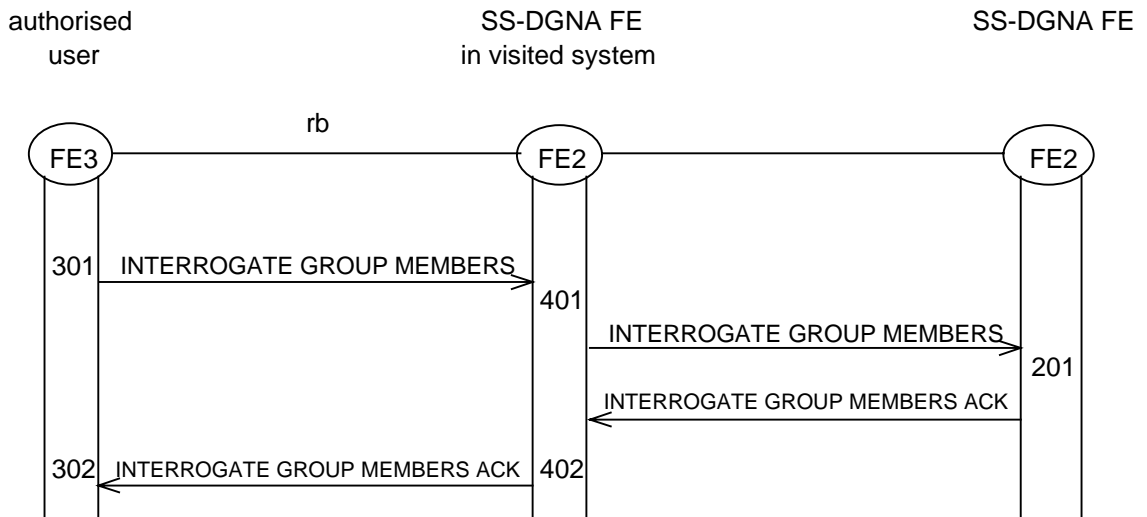 authorised
user
SS-DGNA FE
in visited system
SS-DGNA FE
rb
FE3
FE2
FE2
301
INTERROGATE GROUP MEMBERS
401
INTERROGATE GROUP MEMBERS
201
INTERROGATE GROUP MEMBERS ACK
302
INTERROGATE GROUP MEMBERS ACK
402